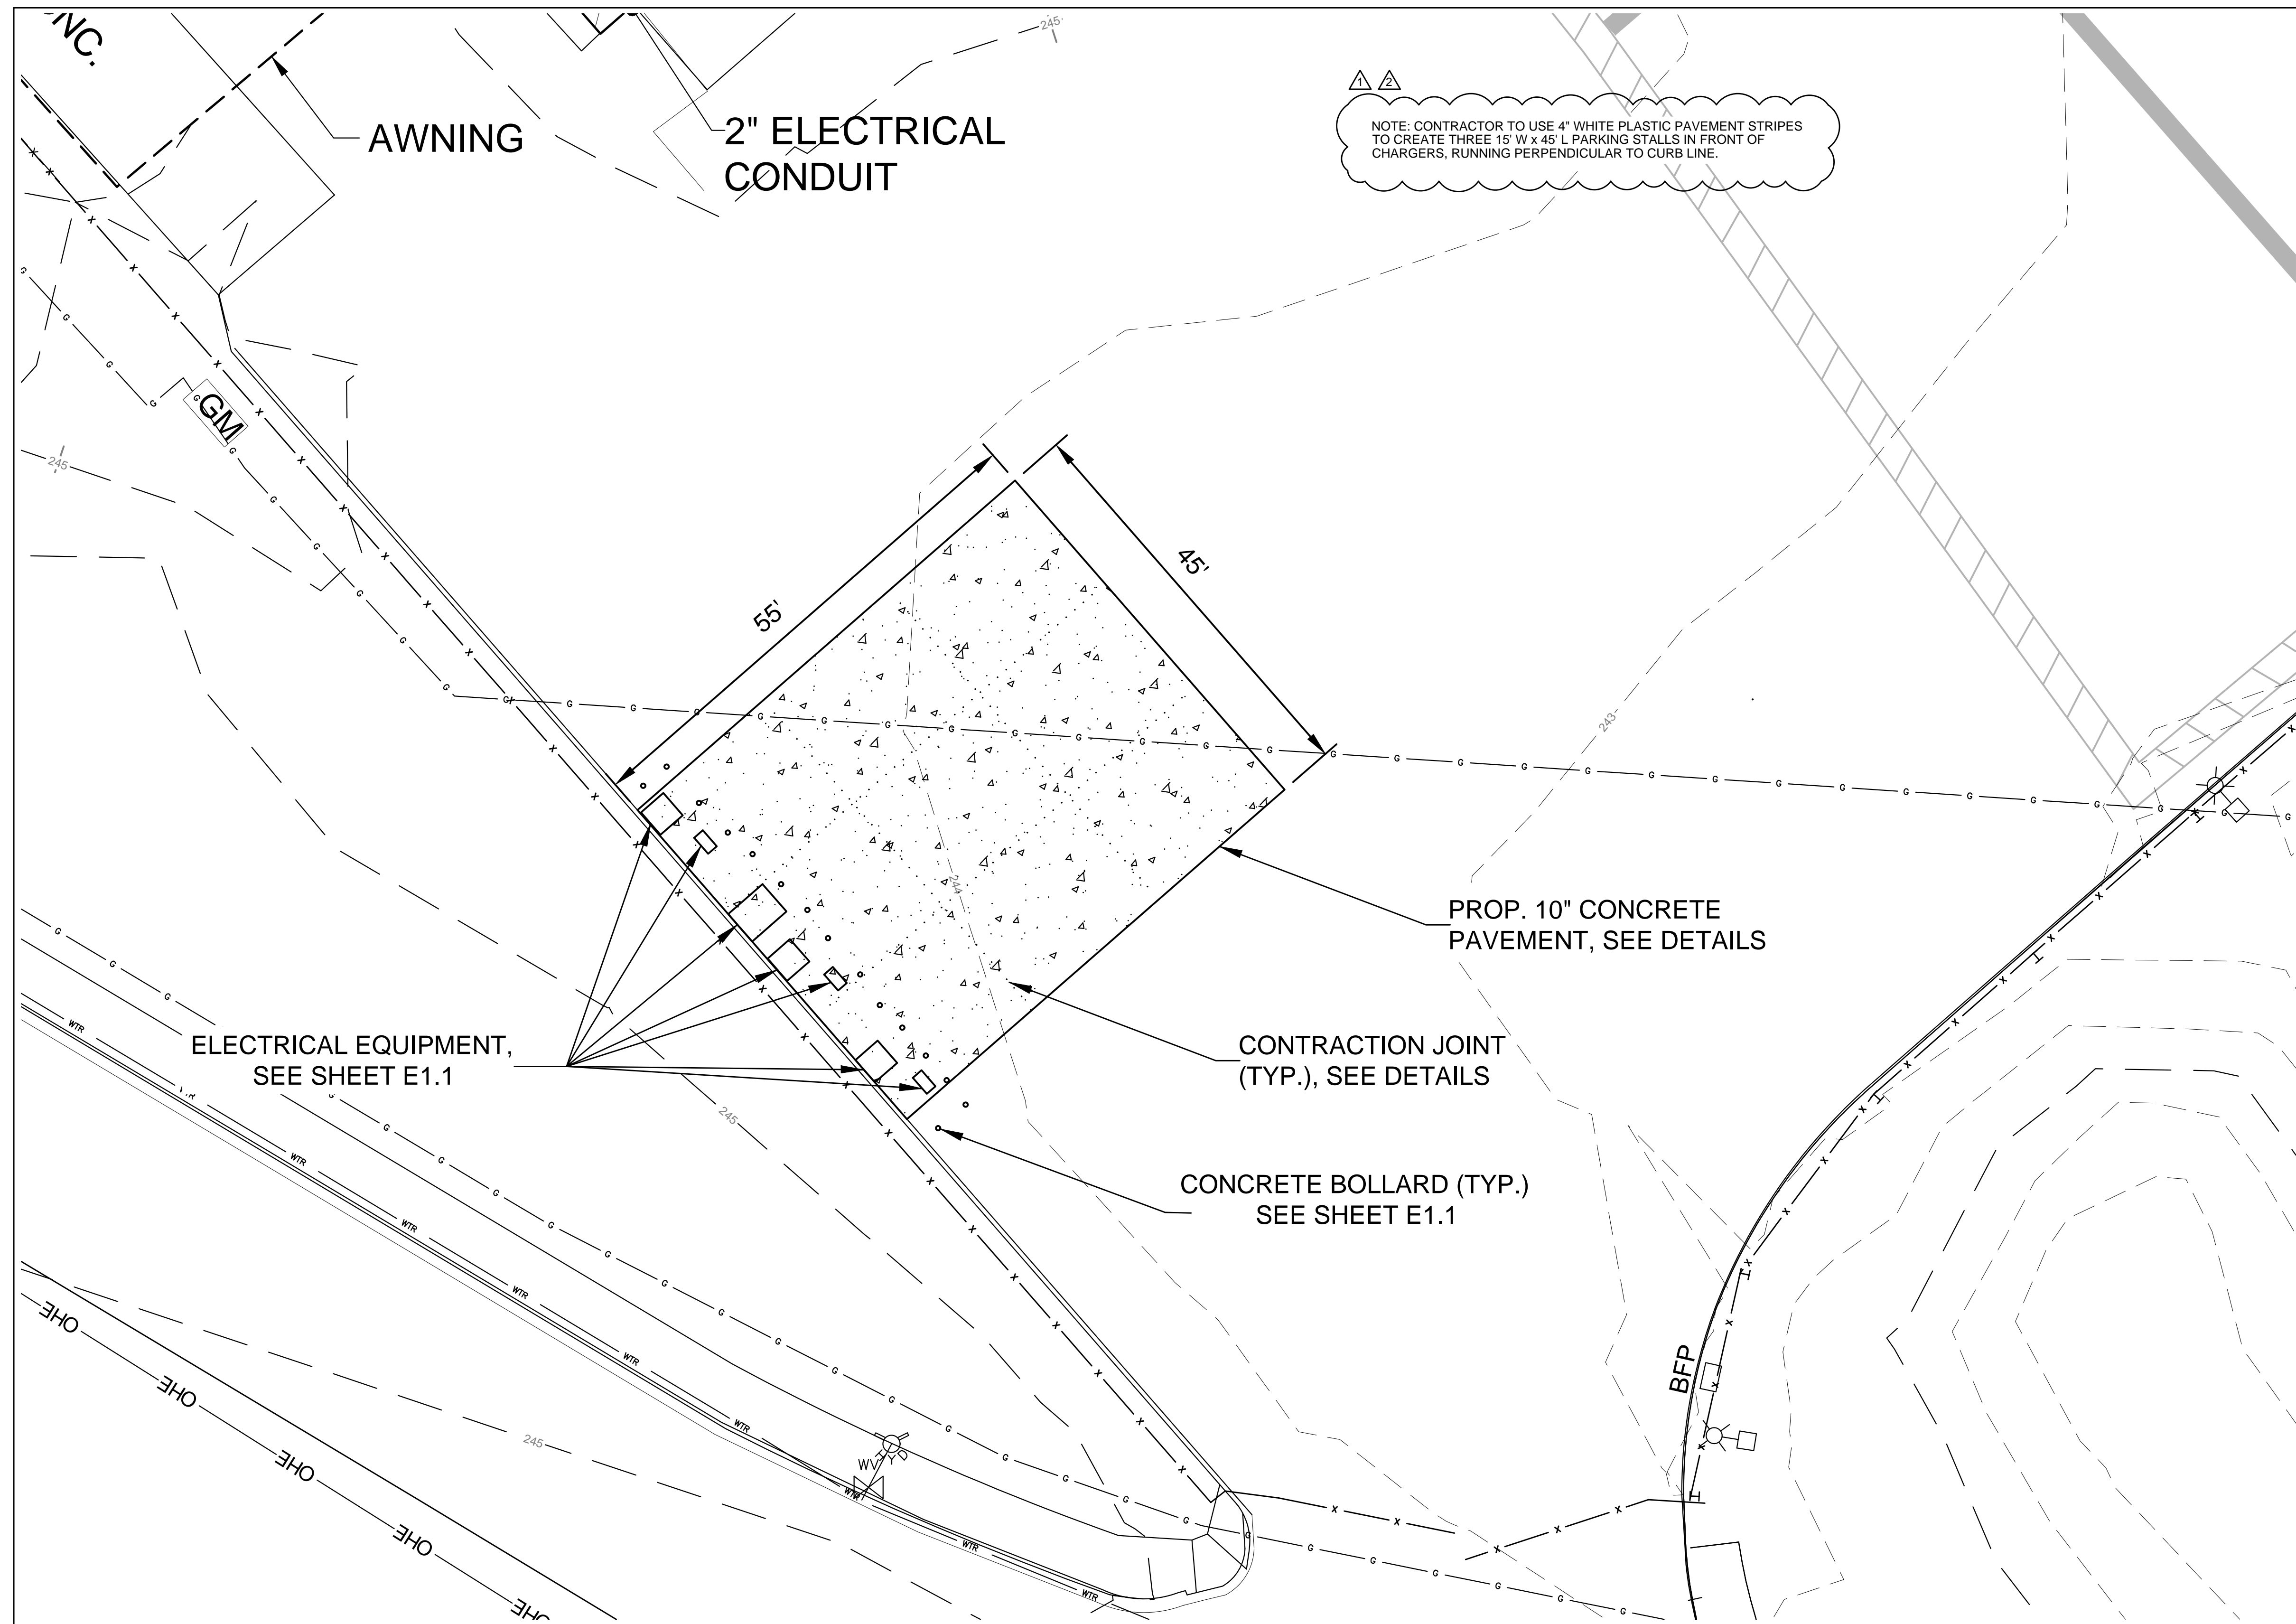 NC.
245
AWNING
2" ELECTRICAL
CONDUIT
1 2
NOTE: CONTRACTOR TO USE 4" WHITE PLASTIC PAVEMENT STRIPES
TO CREATE THREE 15' W x 45' L PARKING STALLS IN FRONT OF
CHARGERS, RUNNING PERPENDICULAR TO CURB LINE.
GM
245
55'
45'
243
244
PROP. 10" CONCRETE
PAVEMENT, SEE DETAILS
ELECTRICAL EQUIPMENT,
SEE SHEET E1.1
CONTRACTION JOINT
(TYP.), SEE DETAILS
245
CONCRETE BOLLARD (TYP.)
SEE SHEET E1.1
WTR
WTR
WTR
WTR
WTR
WTR
WTR
WTR
WTR
OHE
OHE
OHE
OHE
OHE
245
WV
HYD
BFP
G
X